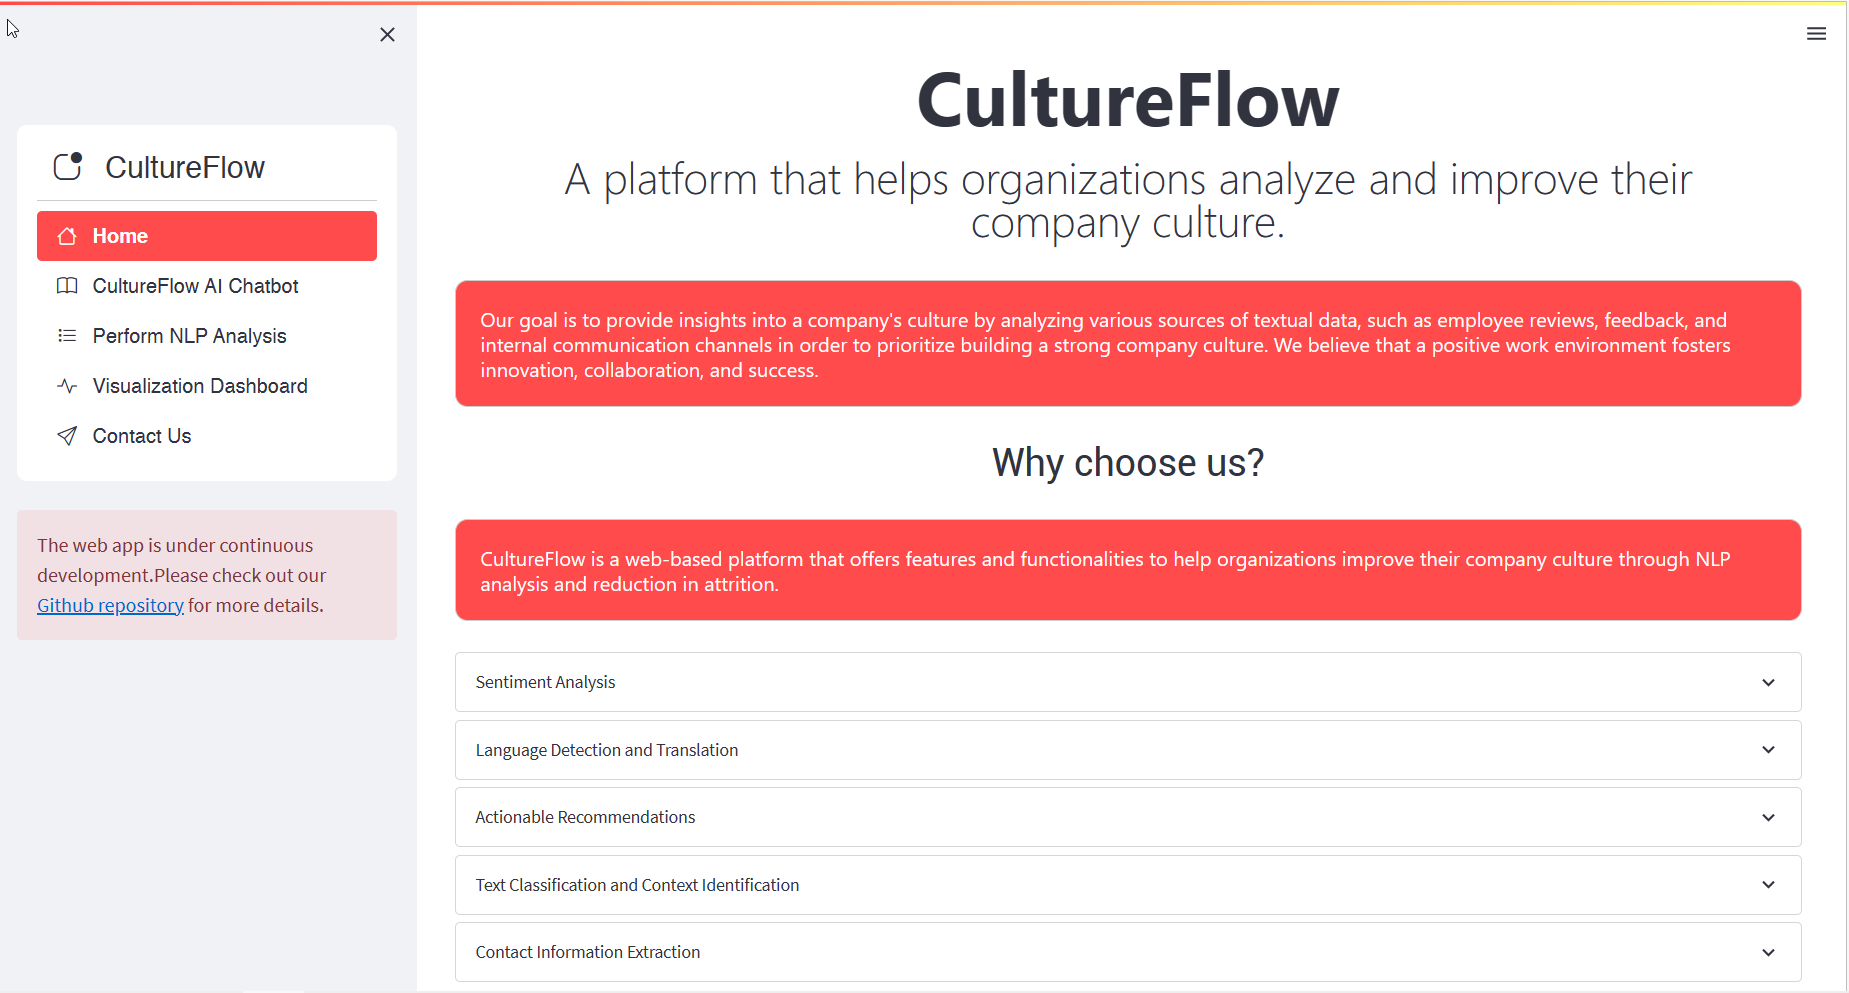 CultureFlow
Home
CultureFlow AI Chatbot
Perform NLP Analysis
Visualization Dashboard
Contact Us
The web app is under continuous
development.Please check out our
Github repository for more details.
CultureFlow
A platform that helps organizations analyze and improve their
company culture.
Our goal is to provide insights into a company's culture by analyzing various sources of textual data, such as employee reviews, feedback, and
internal communication channels in order to prioritize building a strong company culture. We believe that a positive work environment fosters
innovation, collaboration, and success.
Why choose us?
CultureFlow is a web-based platform that offers features and functionalities to help organizations improve their company culture through NLP
analysis and reduction in attrition.
Sentiment Analysis
Language Detection and Translation
Actionable Recommendations
Text Classification and Context Identification
Contact Information Extraction